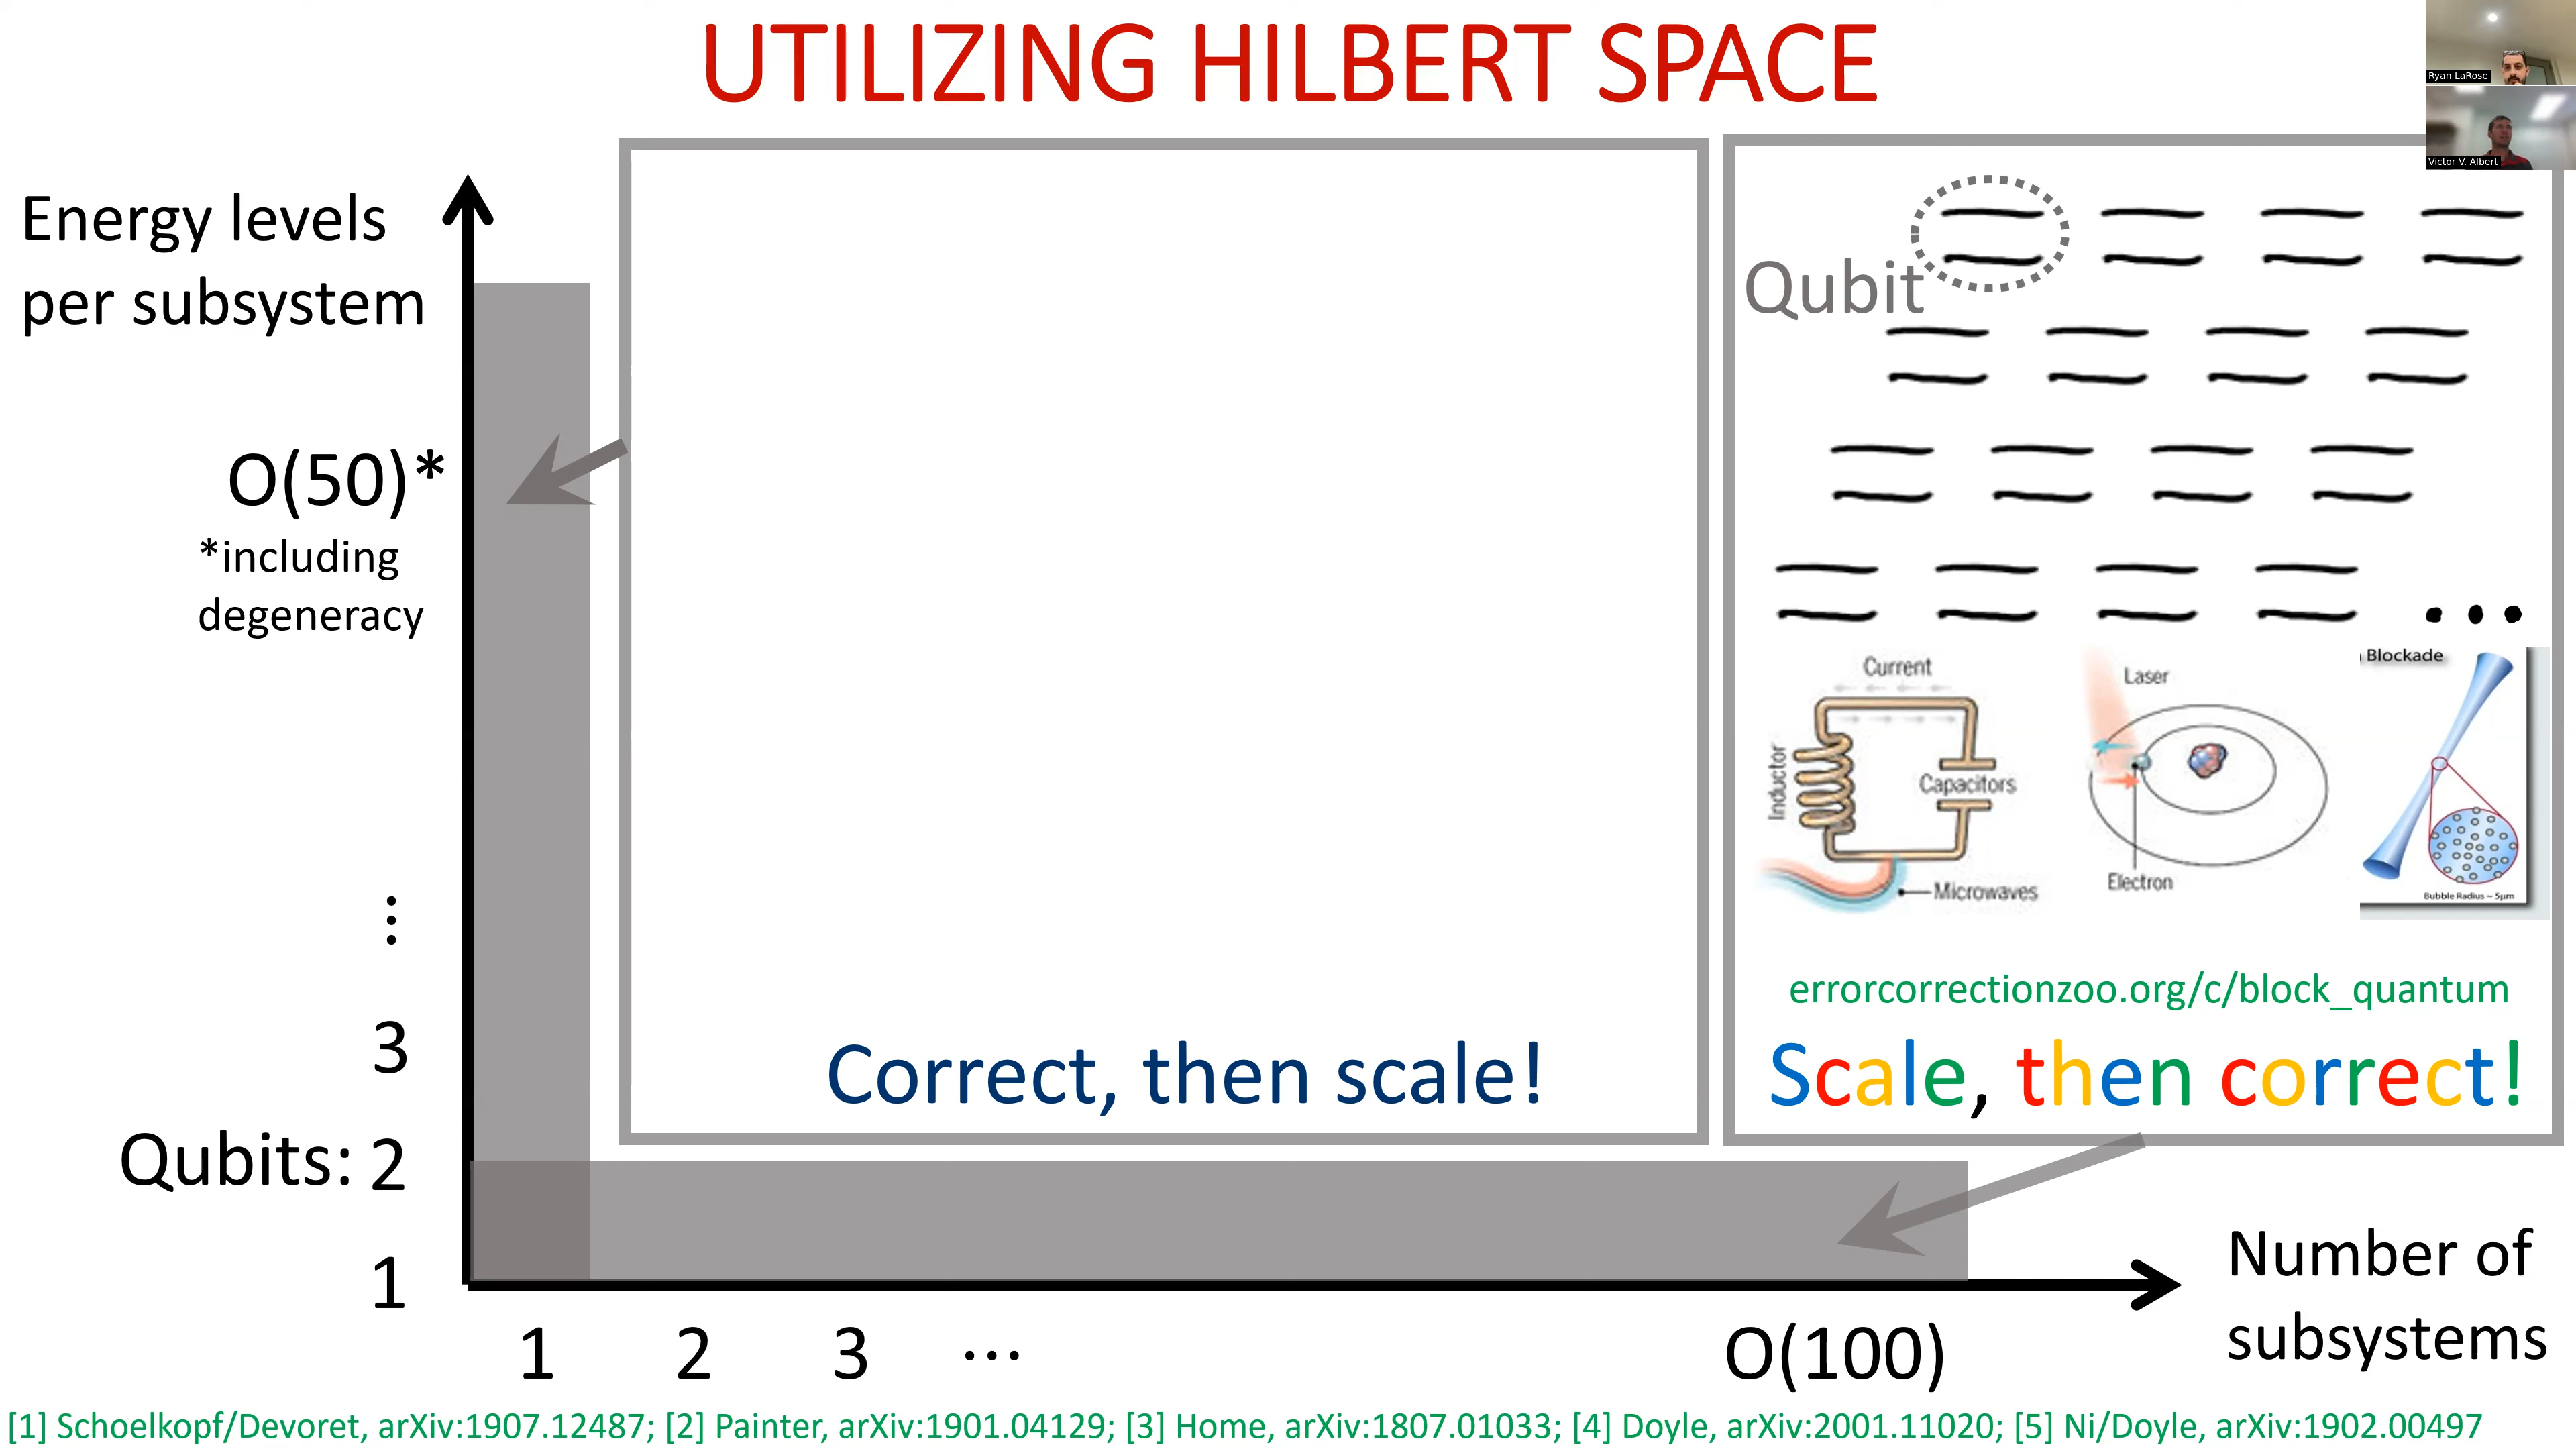 UTILIZING HILBERT SPACE
Ryan LaRose
Victor V. Albert
Energy levels
per subsystem
O(50)*
*including
degeneracy
⋮
3
Qubits: 2
1
1 2 3 ... O(100)
Number of
subsystems
Correct, then scale!
Qubit
...
Current
Inductor
Capacitors
Microwaves
Laser
Electron
Blockade
Bubble Radius ~ 5μm
errorcorrectionzoo.org/c/block_quantum
Scale, then correct!
[1] Schoelkopf/Devoret, arXiv:1907.12487; [2] Painter, arXiv:1901.04129; [3] Home, arXiv:1807.01033; [4] Doyle, arXiv:2001.11020; [5] Ni/Doyle, arXiv:1902.00497